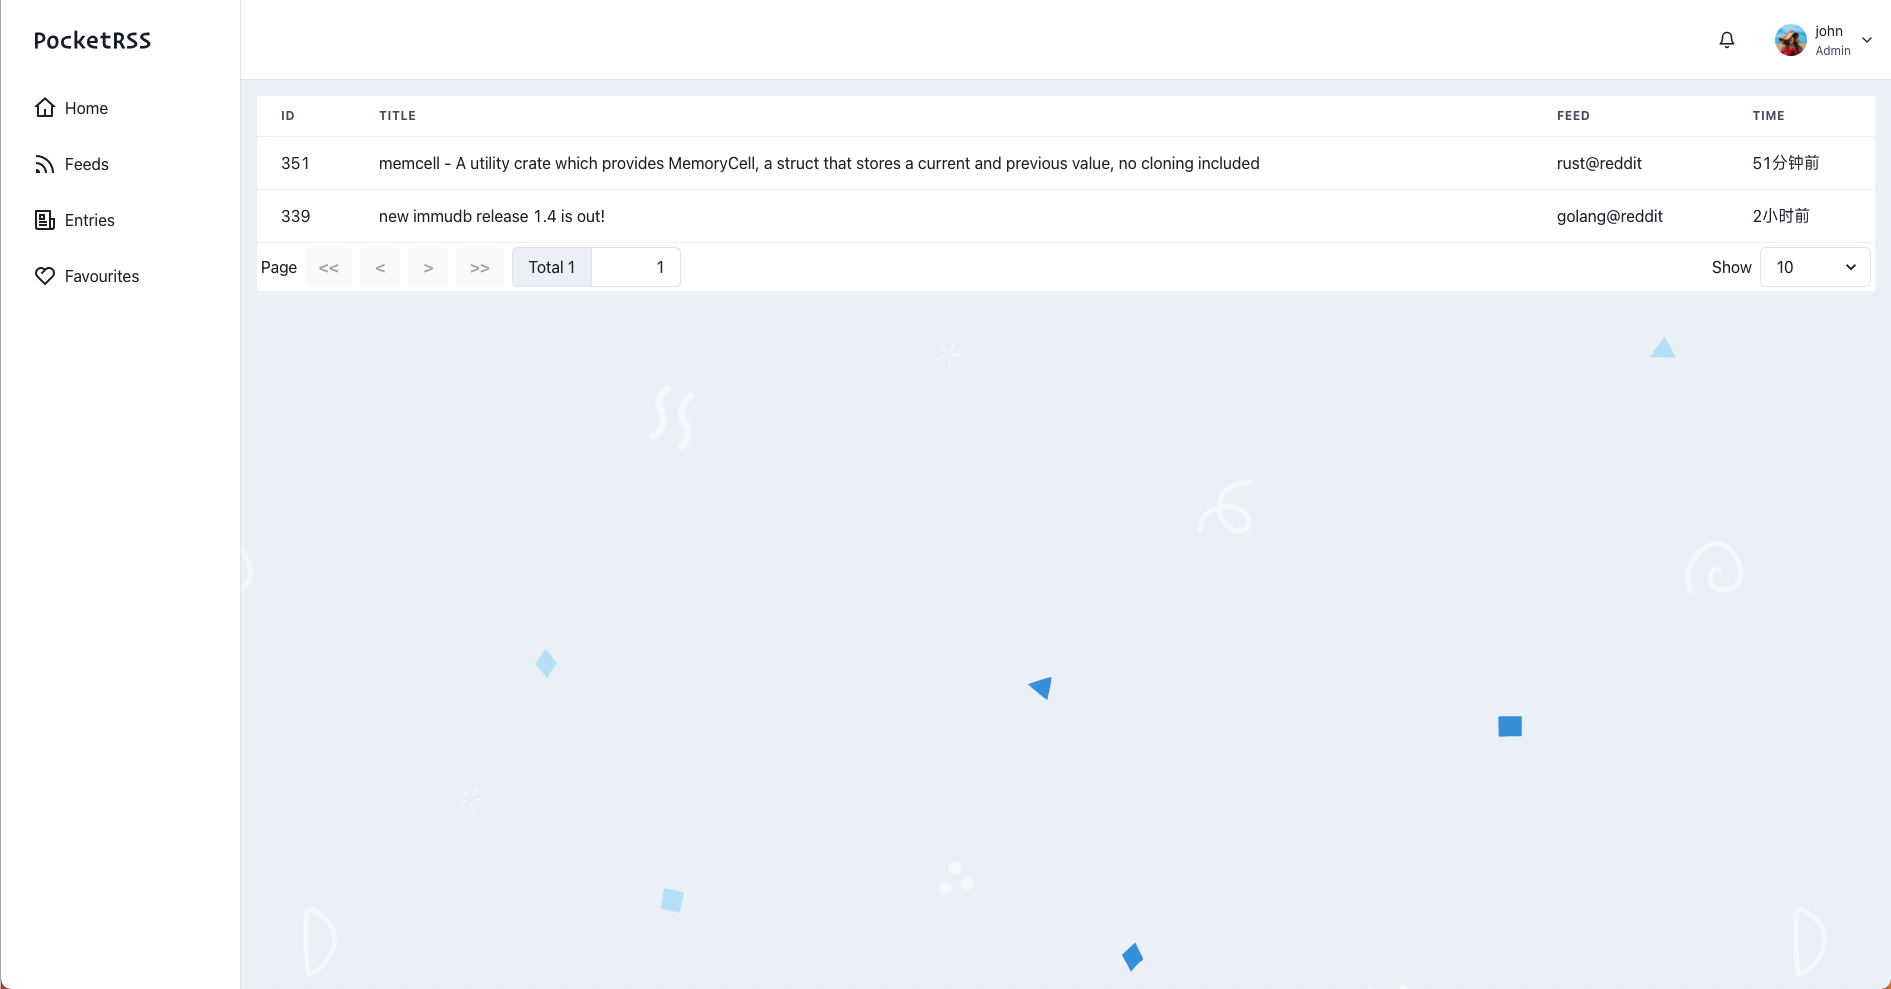 PocketRSS
john
Admin
Home
Feeds
Entries
Favourites
ID TITLE FEED TIME
351 memcell - A utility crate which provides MemoryCell, a struct that stores a current and previous value, no cloning included rust@reddit 51分钟前
339 new immudb release 1.4 is out! golang@reddit 2小时前
Page << < > >> Total 1 1 Show 10